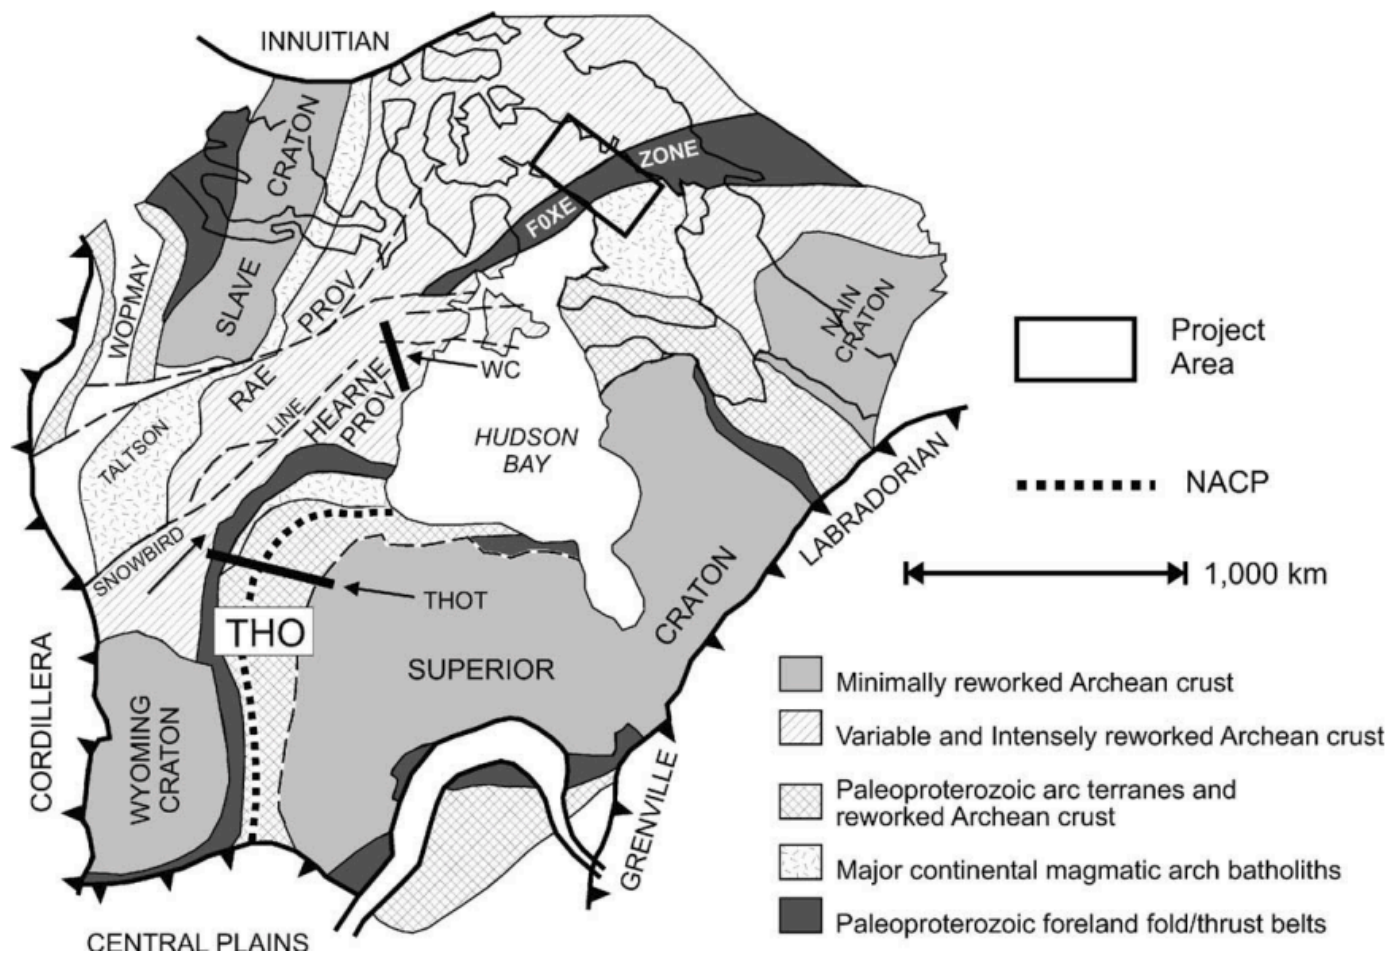 INNUITIAN
SLAVE
CRATON
WOPMAY
RAE
PROV
FOXE
ZONE
NAIN
CRATON
TALTSON
LINE
HEARNE
PROV
WC
HUDSON
BAY
SNOWBIRD
THOT
THO
SUPERIOR
CRATON
LABRADORIAN
CORDILLERA
WYOMING
CRATON
GRENVILLE
CENTRAL PLAINS
Project
Area
NACP
1,000 km
Minimally reworked Archean crust
Variable and Intensely reworked Archean crust
Paleoproterozoic arc terranes and
reworked Archean crust
Major continental magmatic arch batholiths
Paleoproterozoic foreland fold/thrust belts